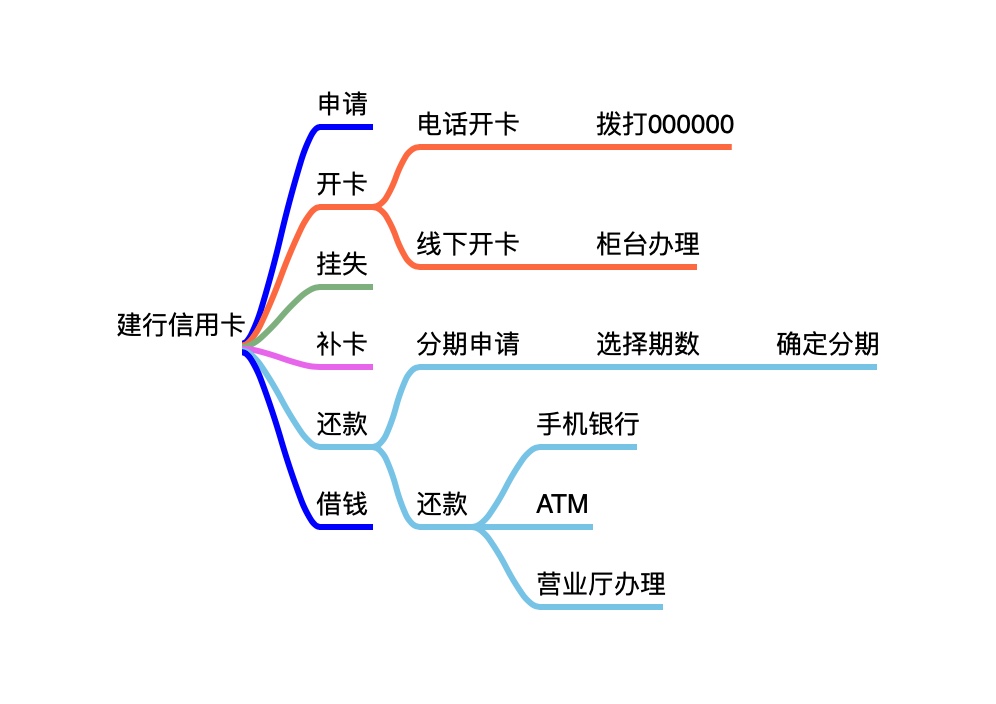 申请
电话开卡 拨打000000
开卡
线下开卡 柜台办理
挂失
建行信用卡
补卡 分期申请 选择期数 确定分期
还款 手机银行
借钱 还款 ATM
营业厅办理